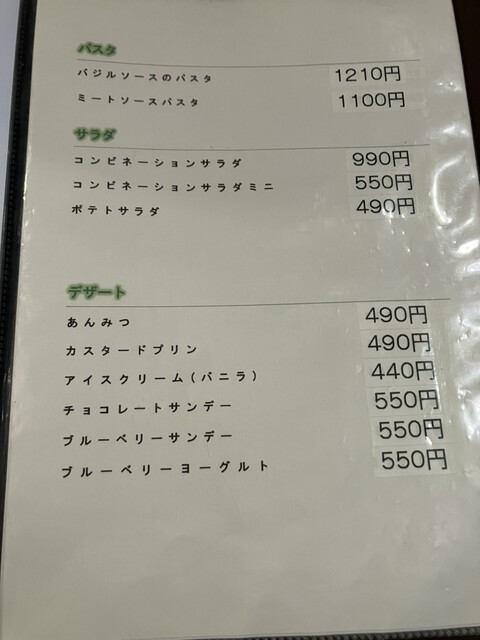 パスタ
バジルソースのパスタ 1210円
ミートソースパスタ 1100円
サラダ
コンビネーションサラダ 990円
コンビネーションサラダミニ 550円
ポテトサラダ 490円
デザート
あんみつ 490円
カスタードプリン 490円
アイスクリーム(バニラ) 440円
チョコレートサンデー 550円
ブルーベリーサンデー 550円
ブルーベリーヨーグルト 550円